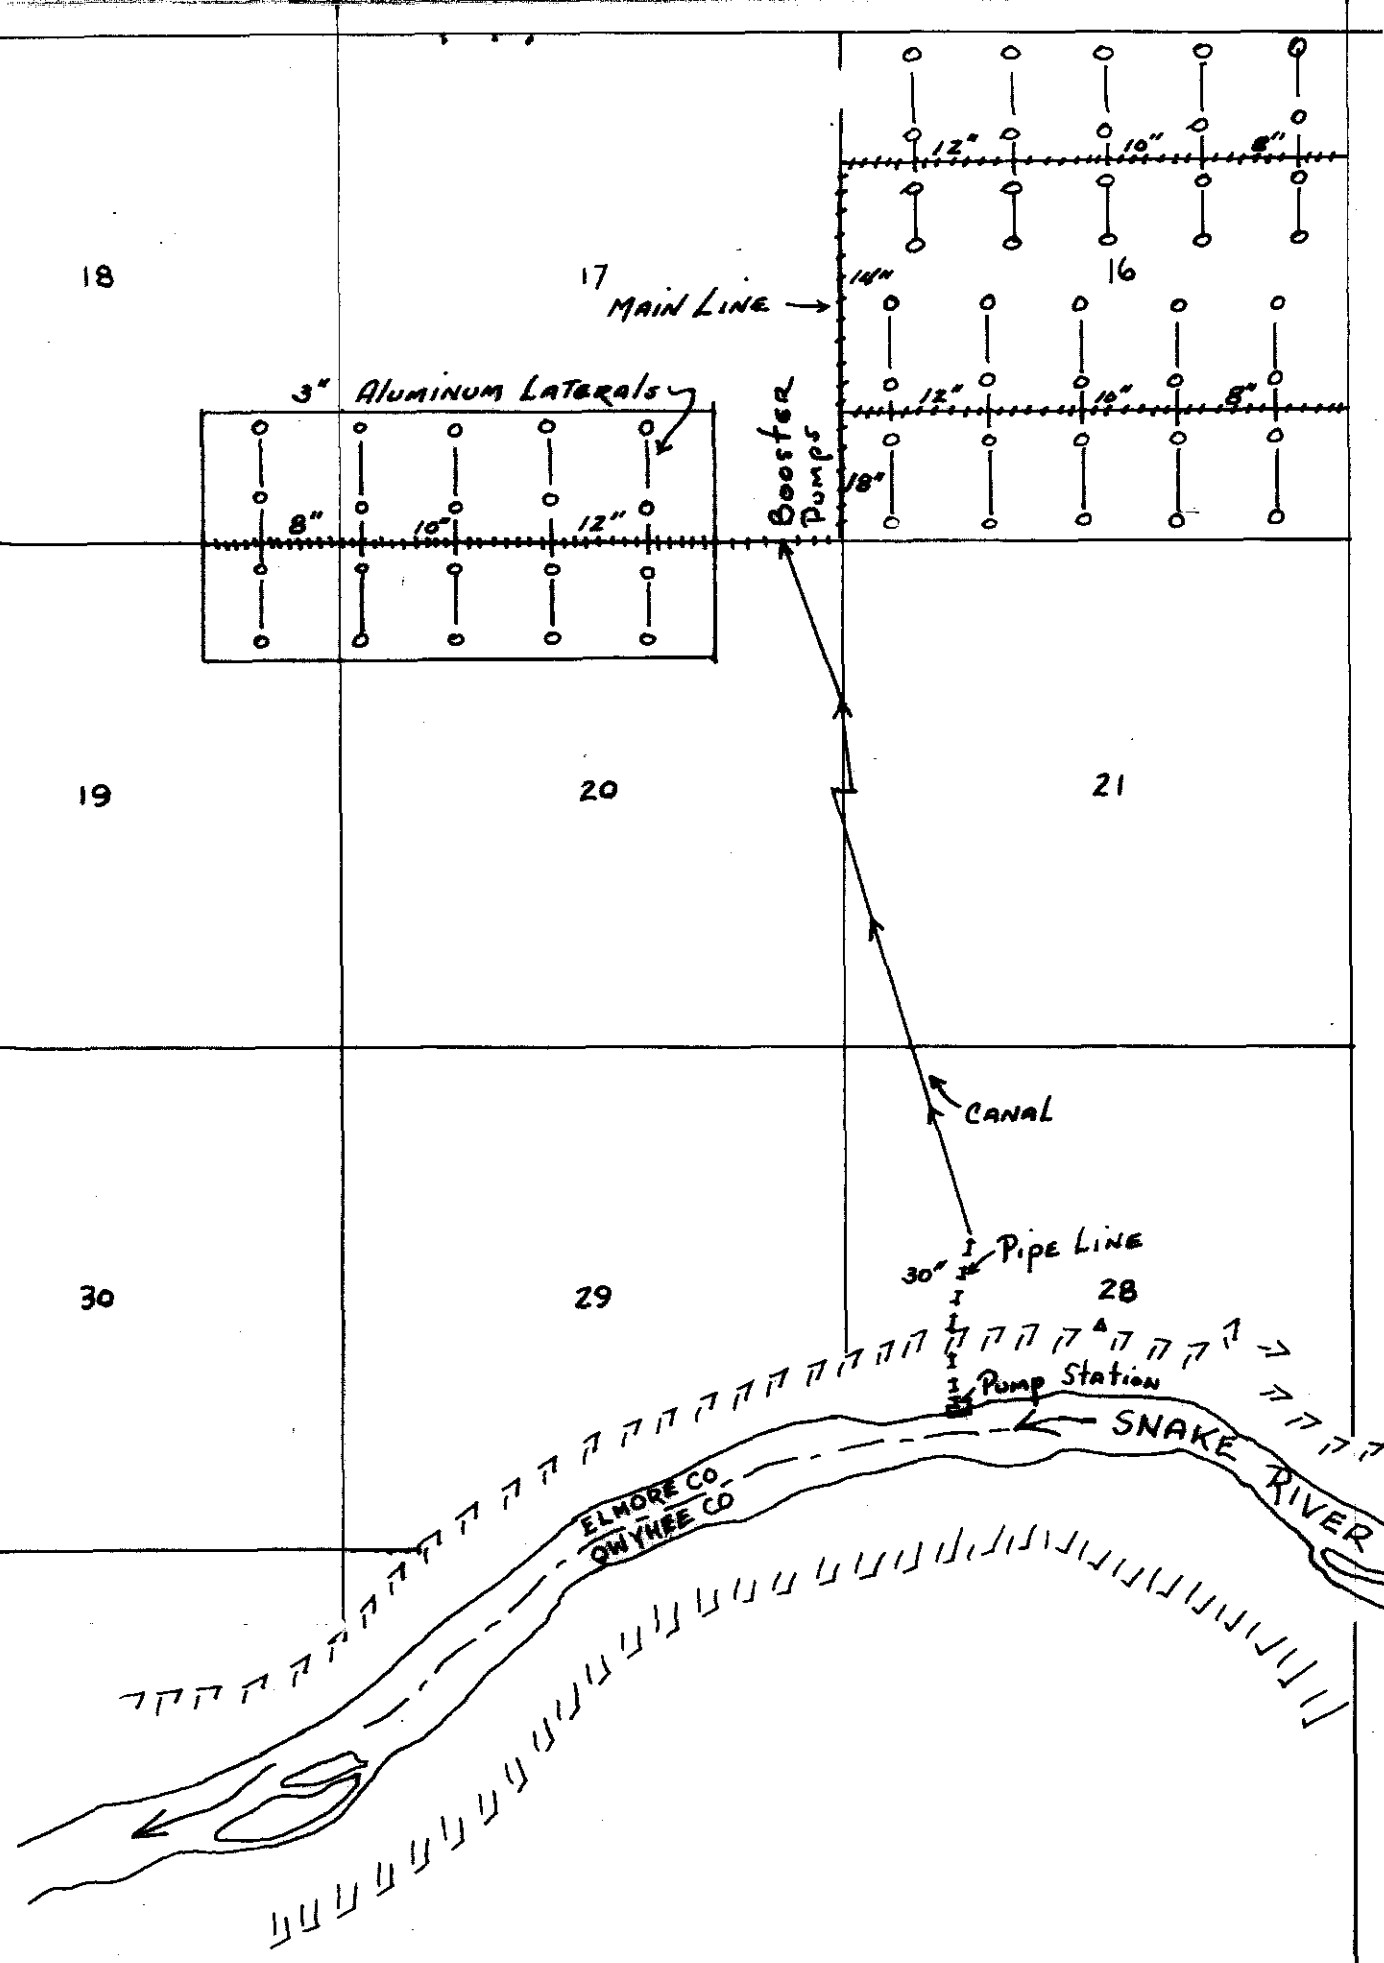 12" 10" 8"
18 17 16
14"
MAIN LINE
3" ALUMINUM LATERALS
BOOSTER
PUMPS
12" 10" 8"
18"
8" 10" 12"
19 20 21
CANAL
PIPE LINE
30"
30 29 28
PUMP STATION
SNAKE RIVER
ELMORE CO
OWYHEE CO